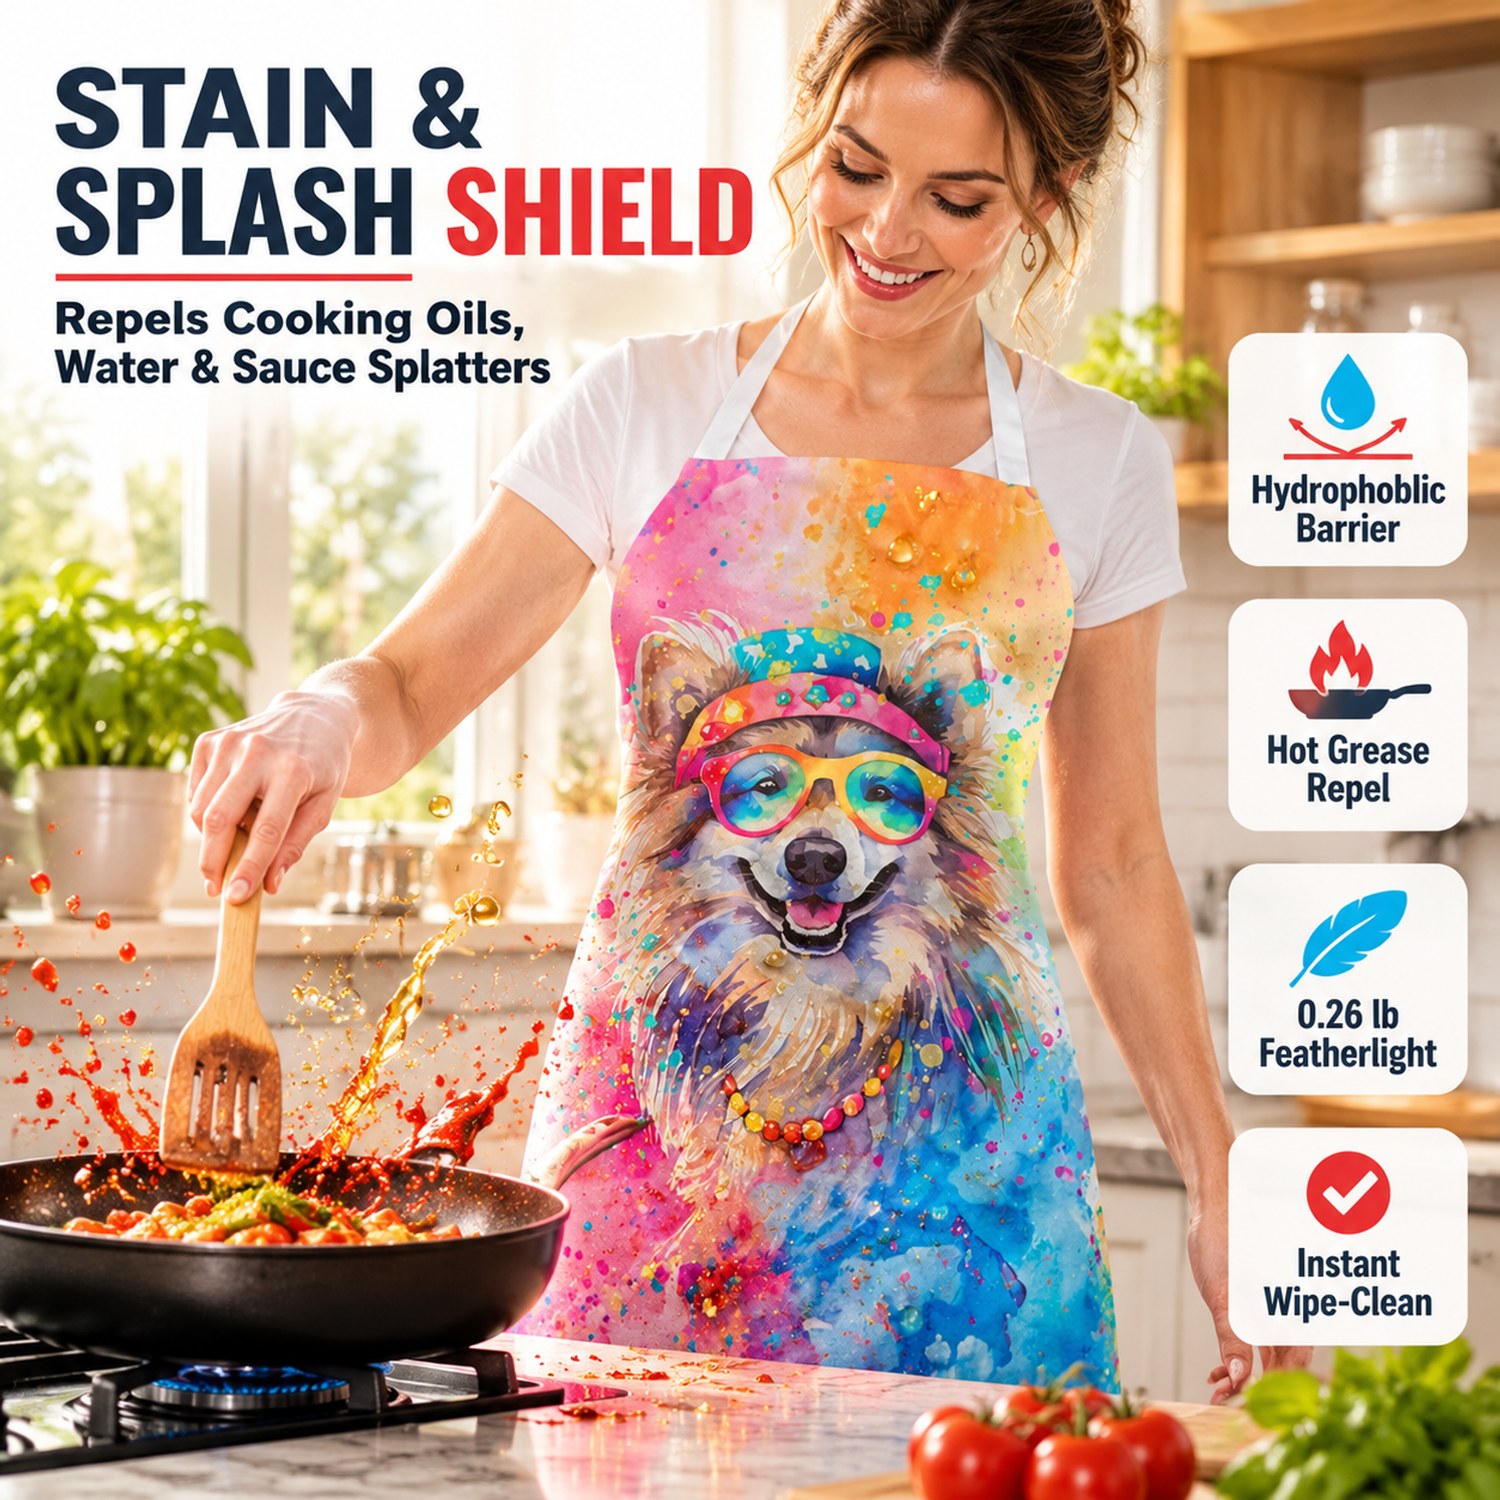 STAIN &
SPLASH SHIELD
Repels Cooking Oils,
Water & Sauce Splatters
Hydrophoblic
Barrier
Hot Grease
Repel
0.26 lb
Featherlight
Instant
Wipe-Clean